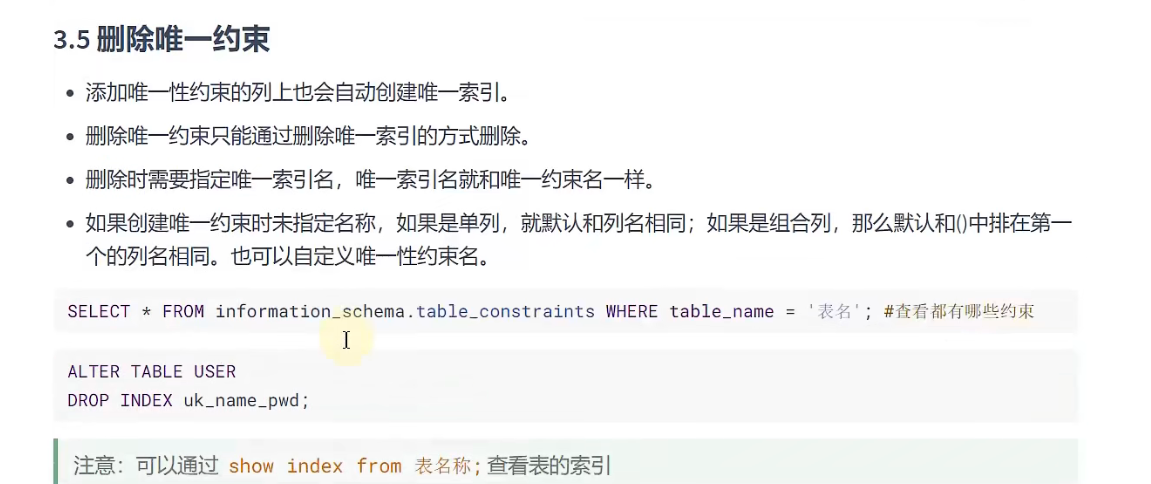 3.5 删除唯一约束
添加唯一性约束的列上也会自动创建唯一索引。
删除唯一约束只能通过删除唯一索引的方式删除。
删除时需要指定唯一索引名，唯一索引名就和唯一约束名一样。
如果创建唯一约束时未指定名称，如果是单列，就默认和列名相同；如果是组合列，那么默认和()中排在第一
个的列名相同。也可以自定义唯一性约束名。
SELECT * FROM information_schema.table_constraints WHERE table_name = '表名'; #查看都有哪些约束
ALTER TABLE USER
DROP INDEX uk_name_pwd;
注意：可以通过 show index from 表名称; 查看表的索引